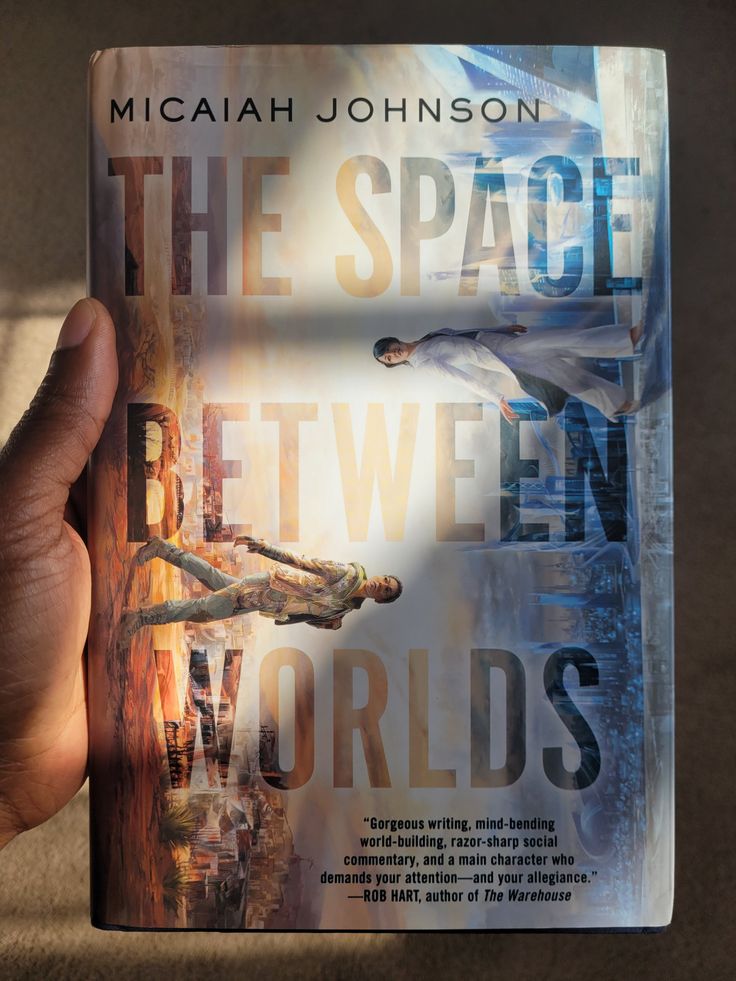 MICAIAH JOHNSON
THE SPACE
BETWEEN
WORLDS
“Gorgeous writing, mind-bending
world-building, razor-sharp social
commentary, and a main character who
demands your attention—and your allegiance.”
—ROB HART, author of The Warehouse